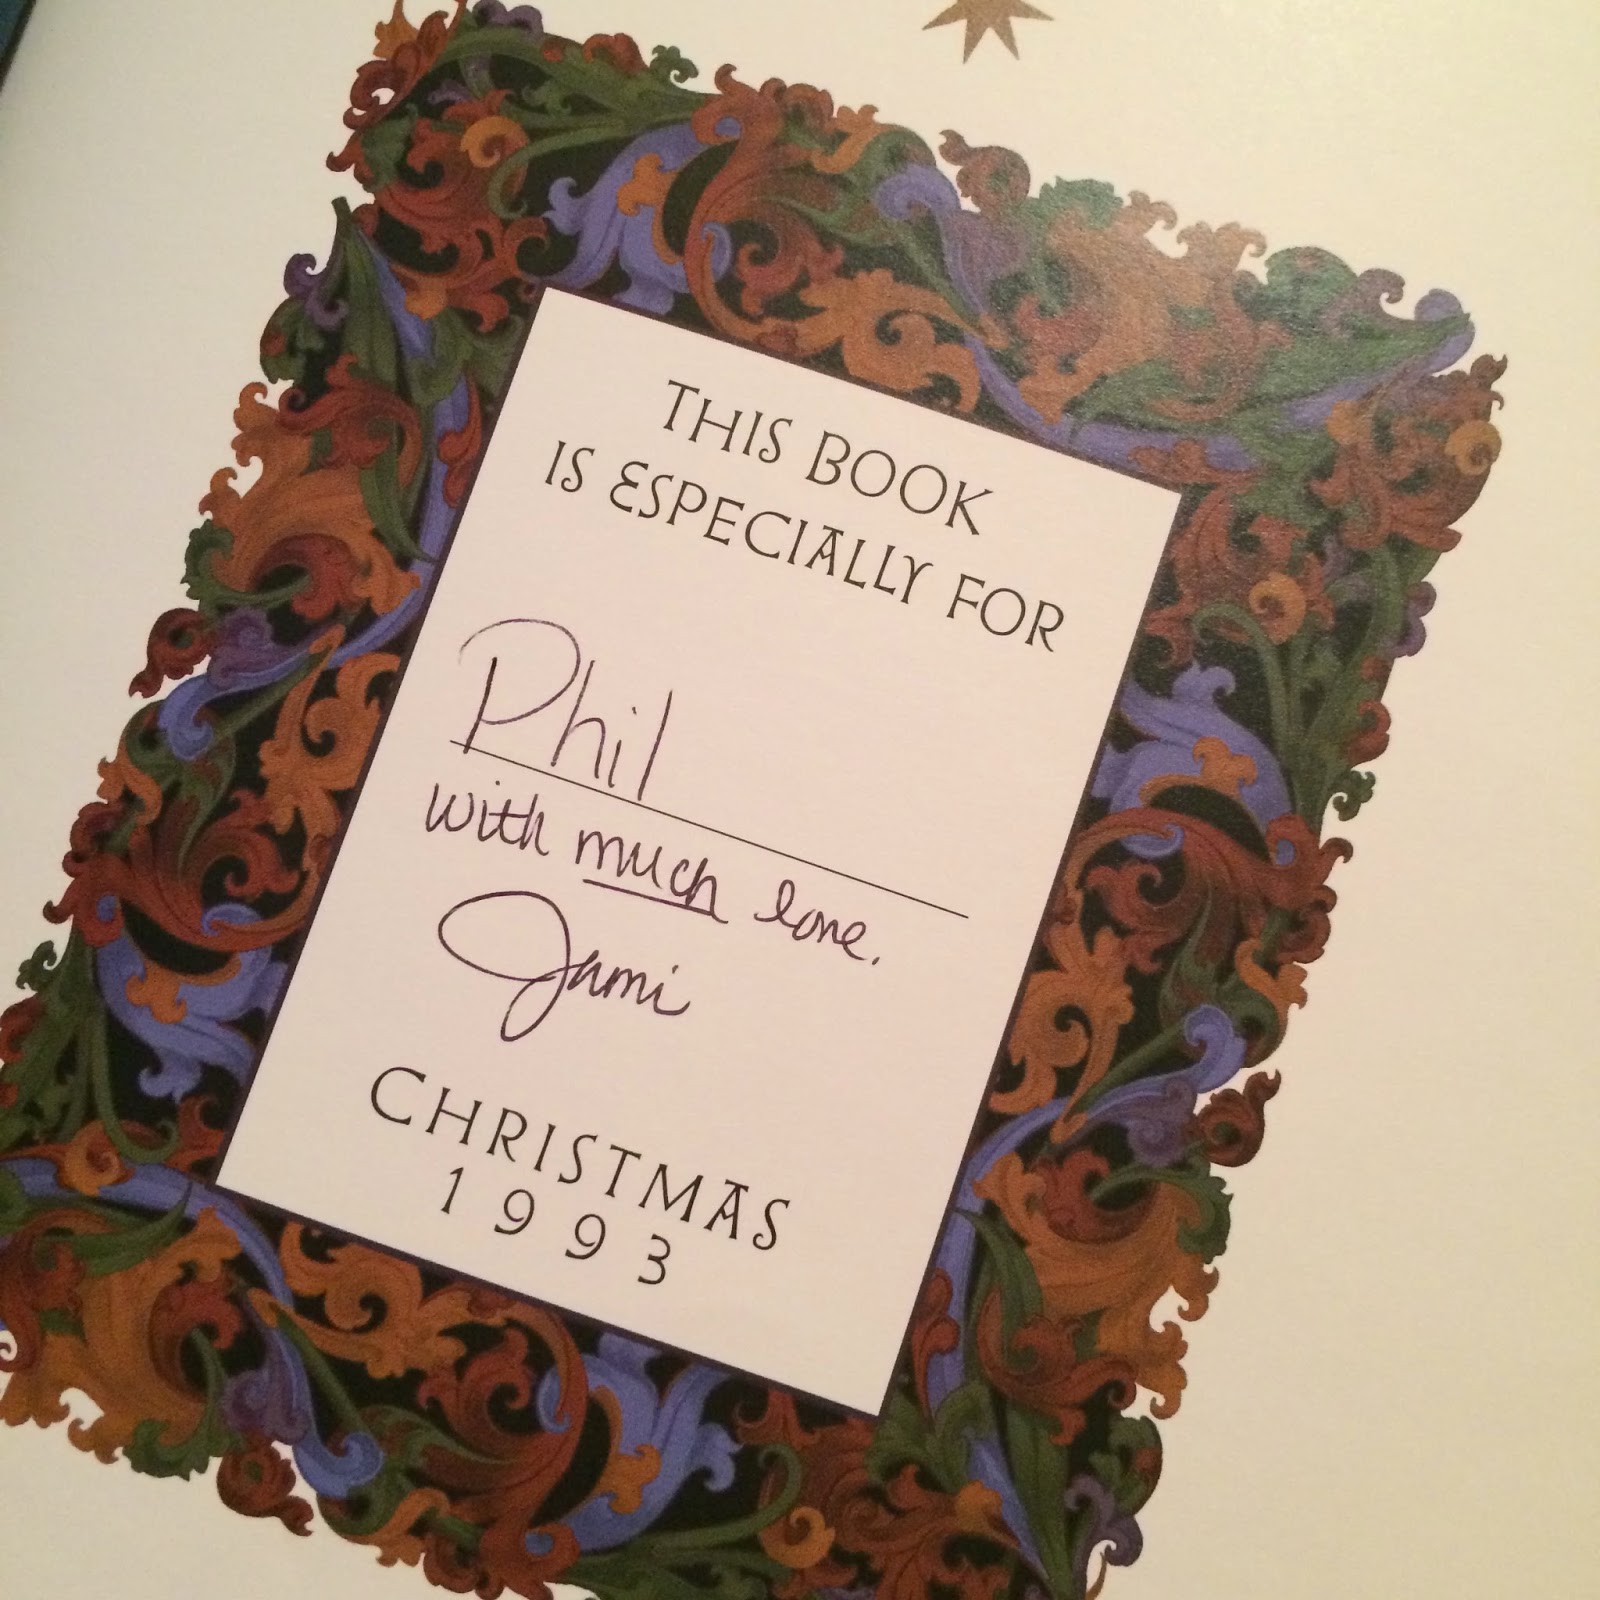 THIS BOOK
IS ESPECIALLY FOR
Phil
with much love.
Jami
CHRISTMAS
1993